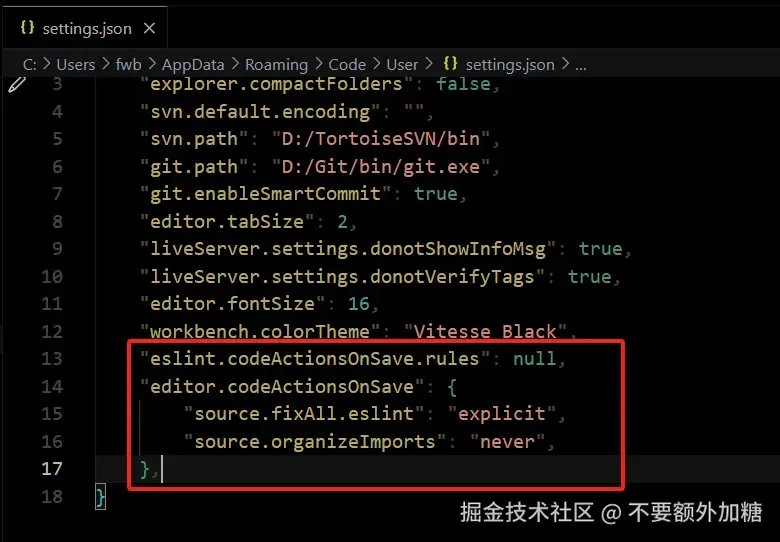 {} settings.json ×
C: > Users > fwb > AppData > Roaming > Code > User > {} settings.json > ...
3 "explorer.compactFolders": false,
4 "svn.default.encoding": "",
5 "svn.path": "D:/TortoiseSVN/bin",
6 "git.path": "D:/Git/bin/git.exe",
7 "git.enableSmartCommit": true,
8 "editor.tabSize": 2,
9 "liveServer.settings.donotShowInfoMsg": true,
10 "liveServer.settings.donotVerifyTags": true,
11 "editor.fontSize": 16,
12 "workbench.colorTheme": "Vitesse Black",
13 "eslint.codeActionsOnSave.rules": null,
14 "editor.codeActionsOnSave": {
15 "source.fixAll.eslint": "explicit",
16 "source.organizeImports": "never",
17 },
18 }
掘金技术社区 @ 不要额外加糖